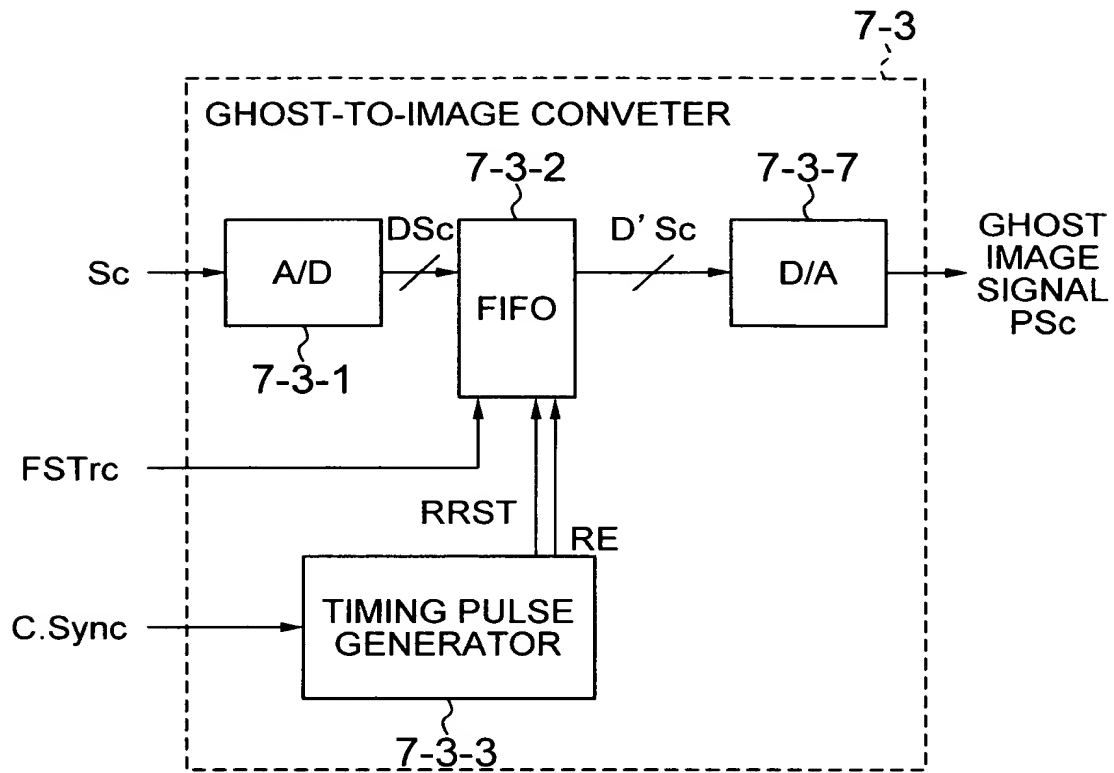 7-3
GHOST-TO-IMAGE CONVETER
7-3-2
7-3-7
DSc
D' Sc
Sc
A/D
FIFO
D/A
GHOST
IMAGE
SIGNAL
PSc
7-3-1
FSTrc
RRST
RE
C.Sync
TIMING PULSE
GENERATOR
7-3-3